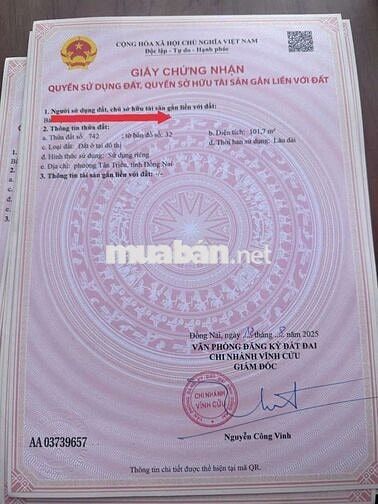 CỘNG HÒA XÃ HỘI CHỦ NGHĨA VIỆT NAM
Độc lập - Tự do - Hạnh phúc
GIẤY CHỨNG NHẬN
QUYỀN SỬ DỤNG ĐẤT, QUYỀN SỞ HỮU TÀI SẢN GẮN LIỀN VỚI ĐẤT
1. Người sử dụng đất, chủ sở hữu tài sản gắn liền với đất:
Bà
2. Thông tin thửa đất:
a. Thửa đất số: 742 ; tờ bản đồ số: 32 b. Diện tích: 101,7 m²
c. Loại đất: Đất ở tại đô thị d. Thời hạn sử dụng: Lâu dài
đ. Hình thức sử dụng: Sử dụng riêng
e. Địa chỉ: phường Tân Triều, tỉnh Đồng Nai
3. Thông tin tài sản gắn liền với đất: -/-
muaban.net
Đồng Nai, ngày tháng 8 năm 2025
VĂN PHÒNG ĐĂNG KÝ ĐẤT ĐAI
CHI NHÁNH VĨNH CỬU
GIÁM ĐỐC
CHI NHÁNH
VĨNH CỬU
AA 03739657
Nguyễn Công Vinh
Thông tin chi tiết được thể hiện tại mã QR.